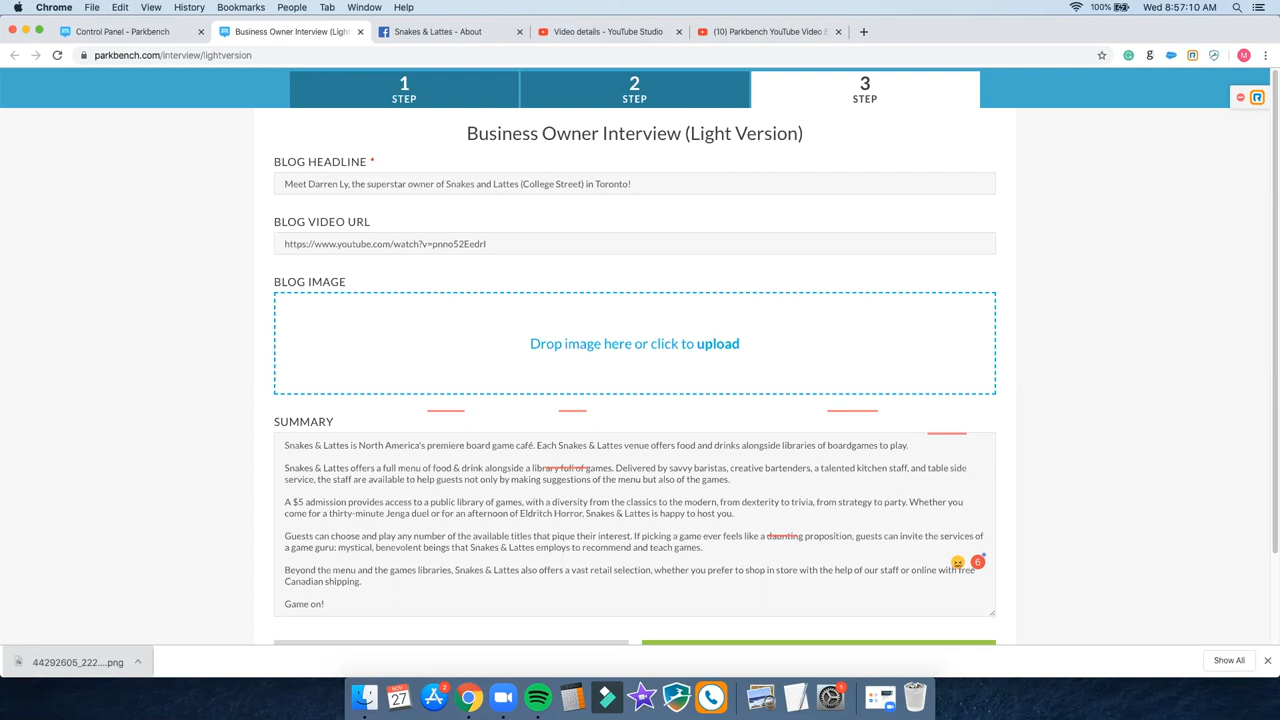 Chrome File Edit View History Bookmarks People Tab Window Help 100% Wed 8:57:10 AM
Control Panel - Parkbench
Business Owner Interview (Light
Snakes & Lattes - About
Video details - YouTube Studio
(10) Parkbench YouTube Video
parkbench.com/interview/lightversion
1
STEP
2
STEP
3
STEP
Business Owner Interview (Light Version)
BLOG HEADLINE *
Meet Darren Ly, the superstar owner of Snakes and Lattes (College Street) in Toronto!
BLOG VIDEO URL
https://www.youtube.com/watch?v=pnno52EedrI
BLOG IMAGE
Drop image here or click to upload
SUMMARY
Snakes & Lattes is North America's premiere board game café. Each Snakes & Lattes venue offers food and drinks alongside libraries of boardgames to play.
Snakes & Lattes offers a full menu of food & drink alongside a library full of games. Delivered by savvy baristas, creative bartenders, a talented kitchen staff, and table side
service, the staff are available to help guests not only by making suggestions of the menu but also of the games.
A $5 admission provides access to a public library of games, with a diversity from the classics to the modern, from dexterity to trivia, from strategy to party. Whether you
come for a thirty-minute Jenga duel or for an afternoon of Eldritch Horror, Snakes & Lattes is happy to host you.
Guests can choose and play any number of the available titles that pique their interest. If picking a game ever feels like a daunting proposition, guests can invite the services of
a game guru: mystical, benevolent beings that Snakes & Lattes employs to recommend and teach games.
Beyond the menu and the games libraries, Snakes & Lattes also offers a vast retail selection, whether you prefer to shop in store with the help of our staff or online with free
Canadian shipping.
Game on!
6
44292605_222....png
Show All
NOV
27
2
1